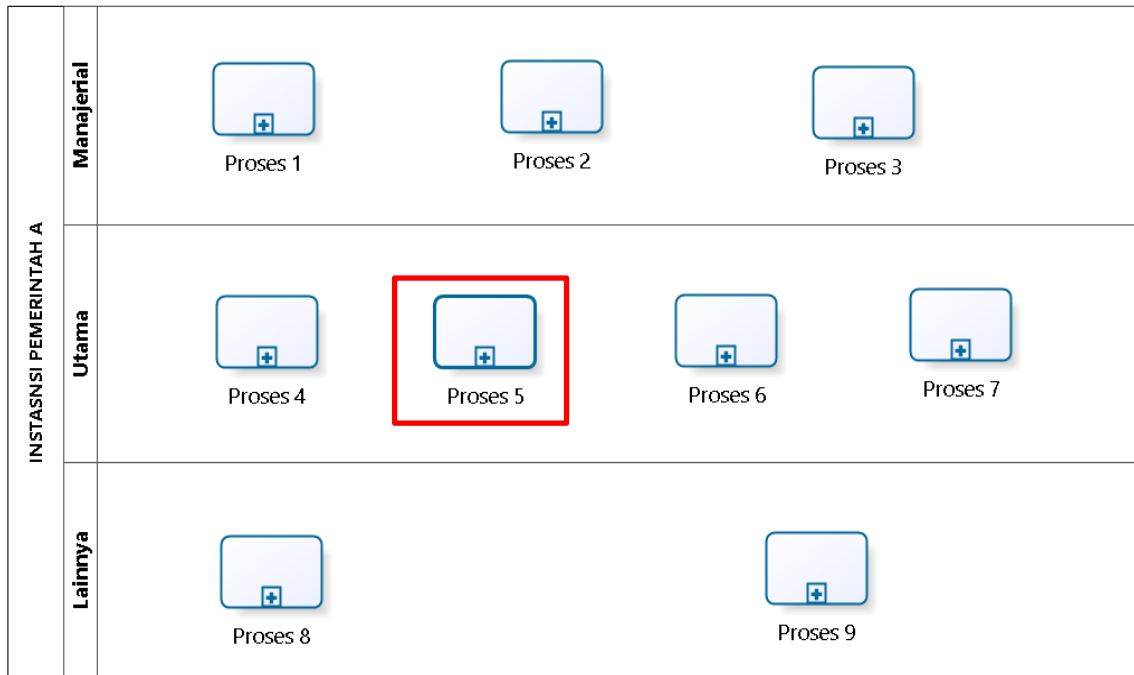 INSTASNSI PEMERINTAH A
Manajerial
Proses 1
Proses 2
Proses 3
Utama
Proses 4
Proses 5
Proses 6
Proses 7
Lainnya
Proses 8
Proses 9